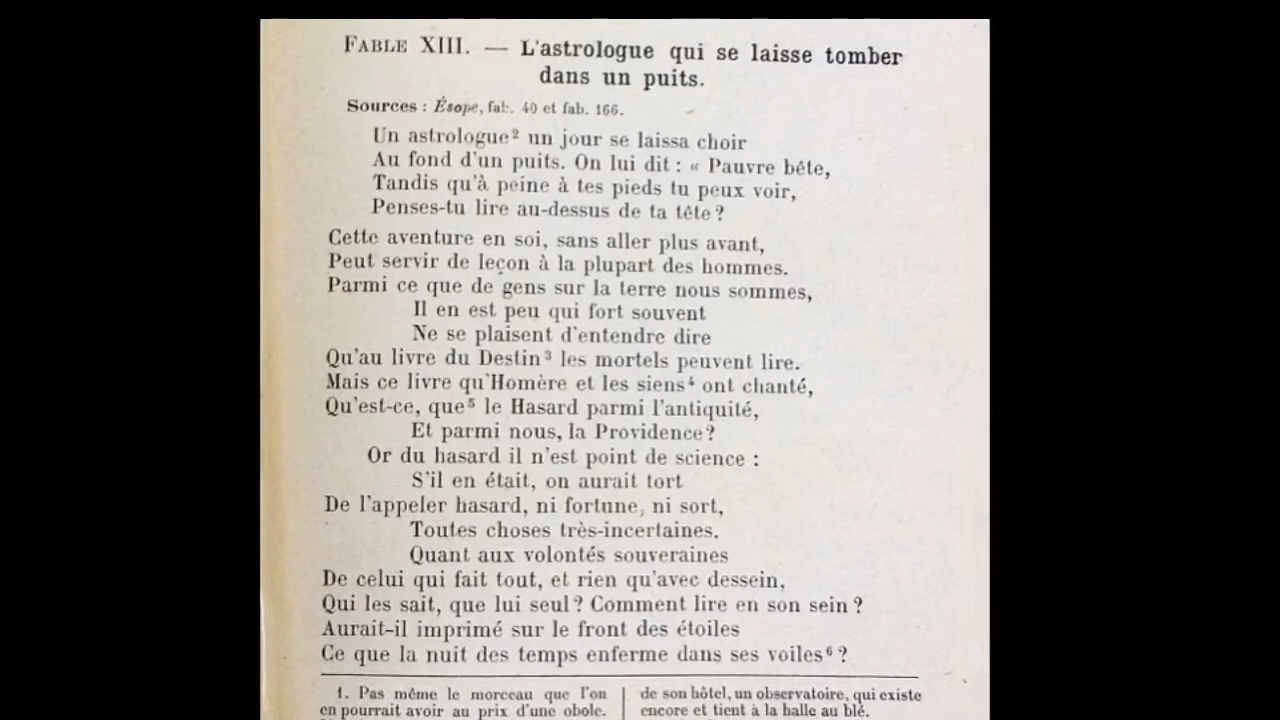 FABLE XIII. — L'astrologue qui se laisse tomber
dans un puits.
Sources : Ésope, fab. 40 et fab. 166.
Un astrologue² un jour se laissa choir
Au fond d'un puits. On lui dit : « Pauvre bête,
Tandis qu'à peine à tes pieds tu peux voir,
Penses-tu lire au-dessus de ta tête ?
Cette aventure en soi, sans aller plus avant,
Peut servir de leçon à la plupart des hommes.
Parmi ce que de gens sur la terre nous sommes,
Il en est peu qui fort souvent
Ne se plaisent d'entendre dire
Qu'au livre du Destin³ les mortels peuvent lire.
Mais ce livre qu'Homère et les siens⁴ ont chanté,
Qu'est-ce, que⁵ le Hasard parmi l'antiquité,
Et parmi nous, la Providence ?
Or du hasard il n'est point de science :
S'il en était, on aurait tort
De l'appeler hasard, ni fortune, ni sort,
Toutes choses très-incertaines.
Quant aux volontés souveraines
De celui qui fait tout, et rien qu'avec dessein,
Qui les sait, que lui seul ? Comment lire en son sein ?
Aurait-il imprimé sur le front des étoiles
Ce que la nuit des temps enferme dans ses voiles⁶ ?
1. Pas même le morceau que l'on
en pourrait avoir au prix d'une obole.
de son hôtel, un observatoire, qui existe
encore et tient à la halle au blé.